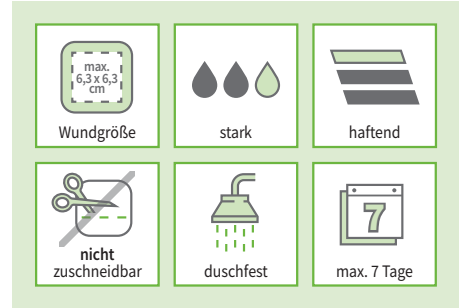 max.
6,3 x 6,3
cm
Wundgröße
stark
haftend
nicht
zuschneidbar
duschfest
7
max. 7 Tage